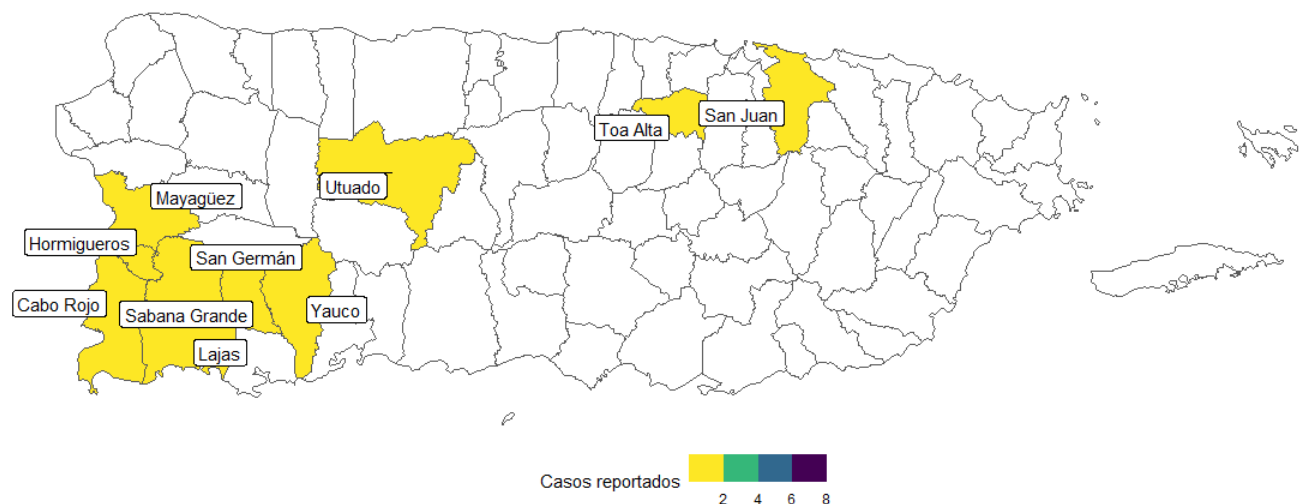 San Juan
Toa Alta
Utuado
Mayagüez
Hormigueros
San Germán
Cabo Rojo
Sabana Grande
Yauco
Lajas
Casos reportados
2 4 6 8